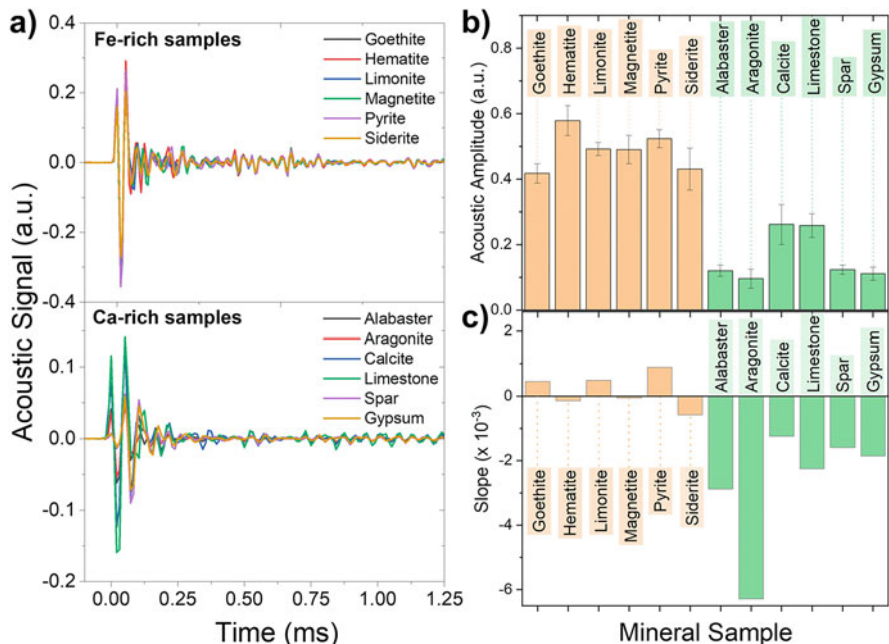 a)
Fe-rich samples
Goethite
Hematite
Limonite
Magnetite
Pyrite
Siderite
0.4
0.2
0.0
-0.2
-0.4
Ca-rich samples
Alabaster
Aragonite
Calcite
Limestone
Spar
Gypsum
0.1
0.0
-0.1
-0.2
Acoustic Signal (a.u.)
0.00 0.25 0.50 0.75 1.00 1.25
Time (ms)
b)
Goethite
Hematite
Limonite
Magnetite
Pyrite
Siderite
Alabaster
Aragonite
Calcite
Limestone
Spar
Gypsum
0.8
0.6
0.4
0.2
0.0
Acoustic Amplitude (a.u.)
c)
Alabaster
Aragonite
Calcite
Limestone
Spar
Gypsum
Goethite
Hematite
Limonite
Magnetite
Pyrite
Siderite
2
0
-2
-4
-6
Slope (x 10⁻³)
Mineral Sample